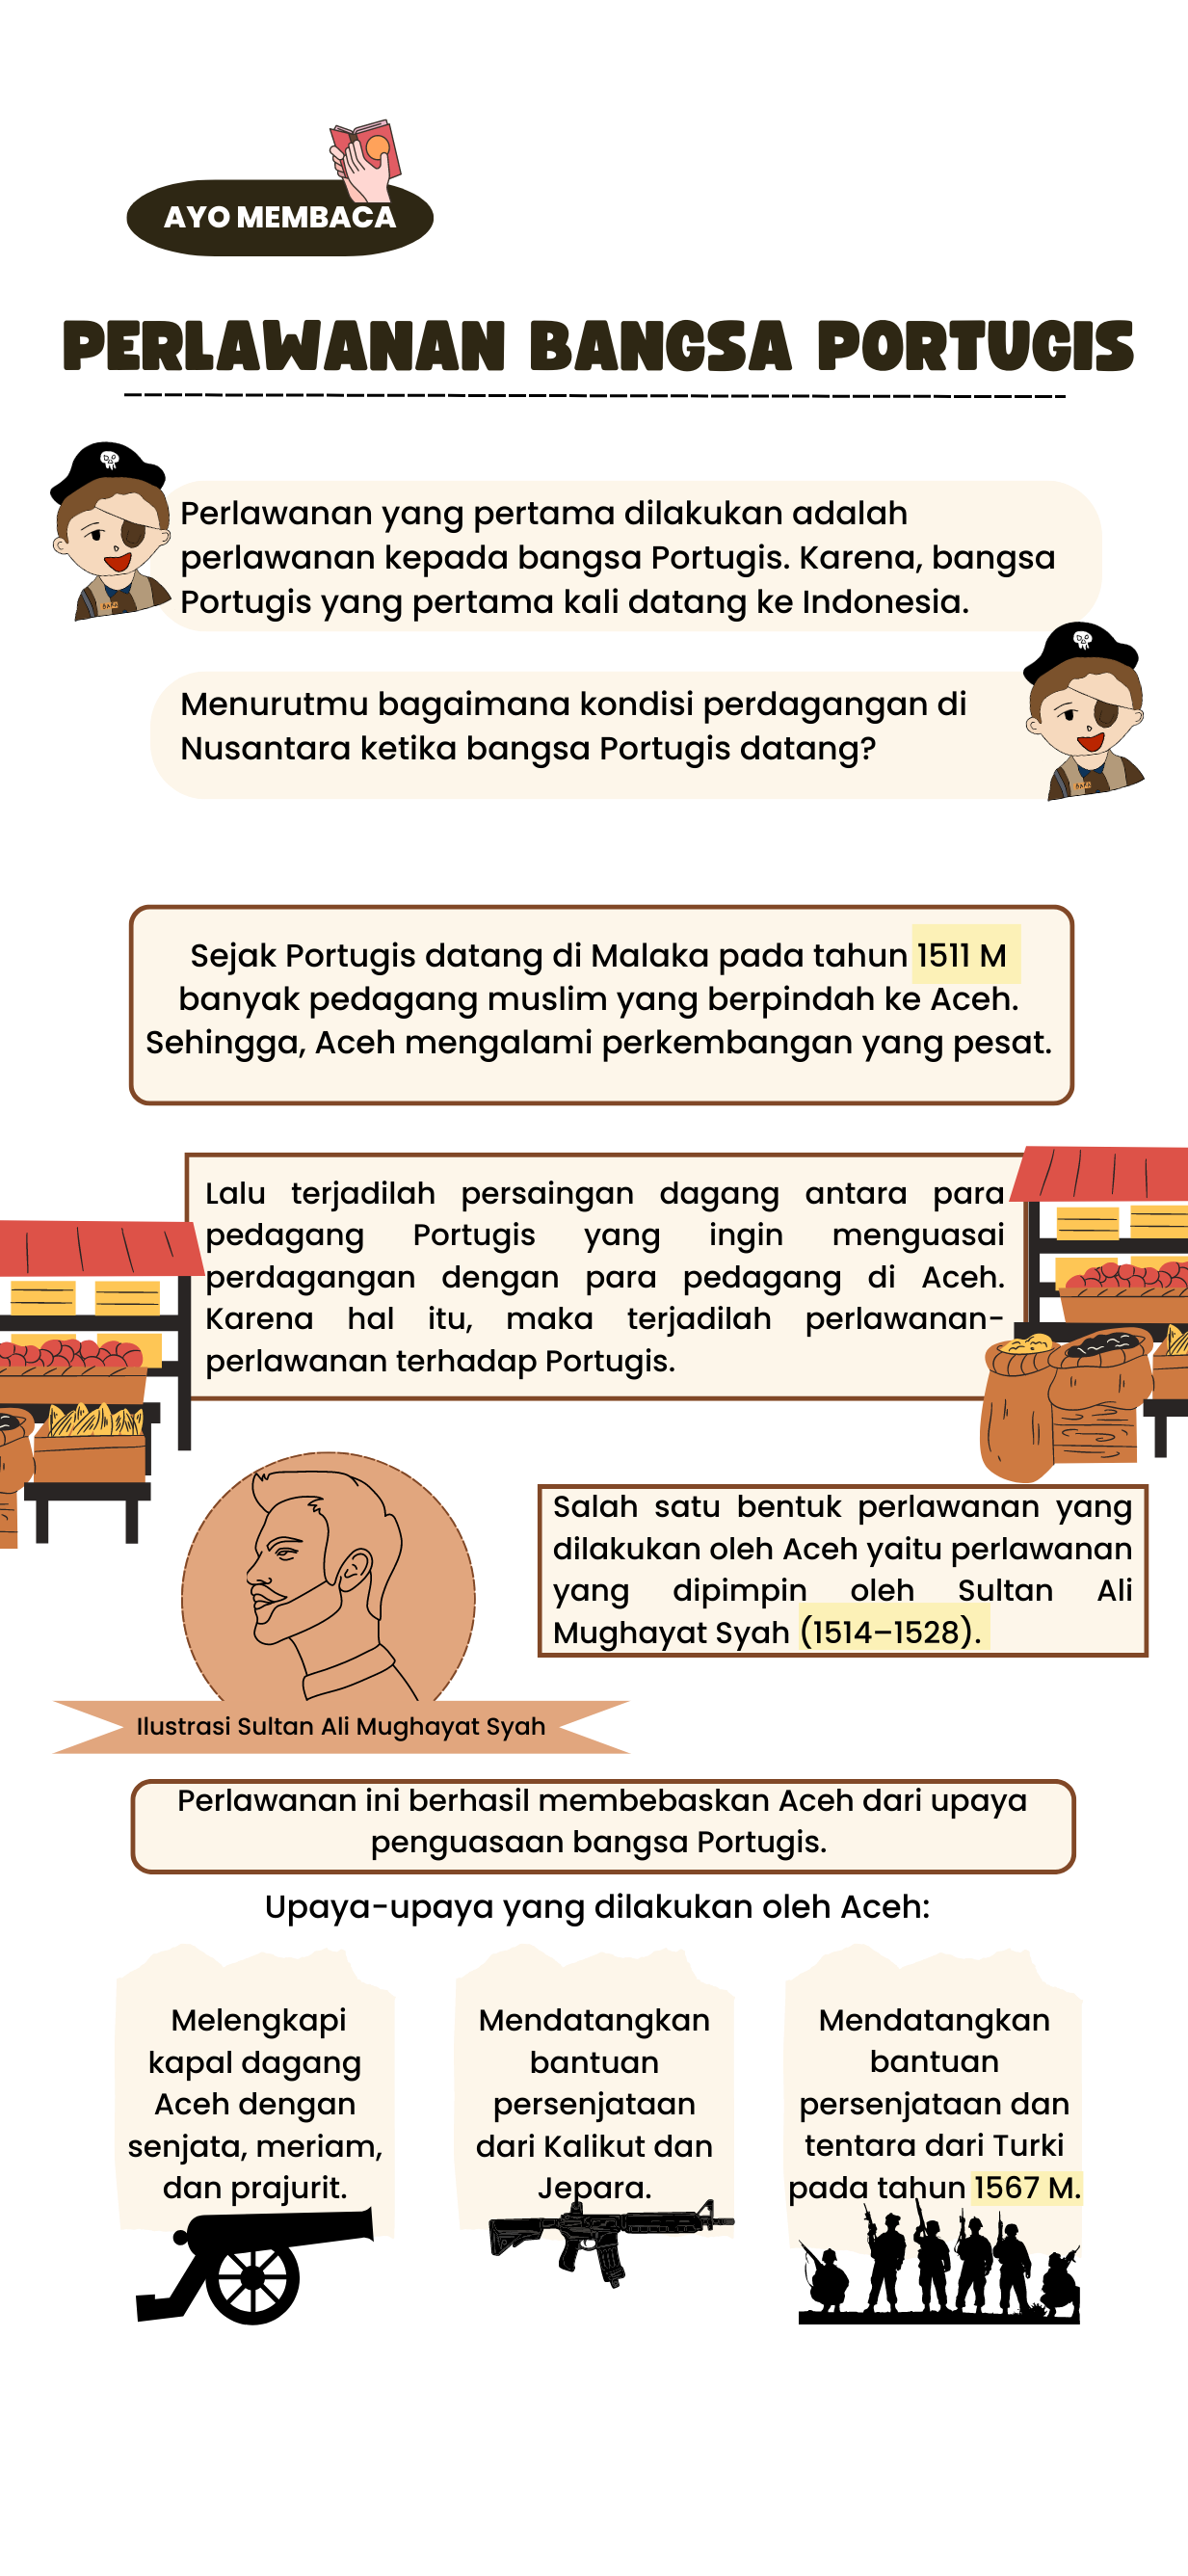 AYO MEMBACA
PERLAWANAN BANGSA PORTUGIS
Perlawanan yang pertama dilakukan adalah
perlawanan kepada bangsa Portugis. Karena, bangsa
Portugis yang pertama kali datang ke Indonesia.
Menurutmu bagaimana kondisi perdagangan di
Nusantara ketika bangsa Portugis datang?
Sejak Portugis datang di Malaka pada tahun 1511 M
banyak pedagang muslim yang berpindah ke Aceh.
Sehingga, Aceh mengalami perkembangan yang pesat.
Lalu terjadilah persaingan dagang antara para
pedagang Portugis yang ingin menguasai
perdagangan dengan para pedagang di Aceh.
Karena hal itu, maka terjadilah perlawanan-
perlawanan terhadap Portugis.
Salah satu bentuk perlawanan yang
dilakukan oleh Aceh yaitu perlawanan
yang dipimpin oleh Sultan Ali
Mughayat Syah (1514–1528).
Ilustrasi Sultan Ali Mughayat Syah
Perlawanan ini berhasil membebaskan Aceh dari upaya
penguasaan bangsa Portugis.
Upaya-upaya yang dilakukan oleh Aceh:
Melengkapi
kapal dagang
Aceh dengan
senjata, meriam,
dan prajurit.
Mendatangkan
bantuan
persenjataan
dari Kalikut dan
Jepara.
Mendatangkan
bantuan
persenjataan dan
tentara dari Turki
pada tahun 1567 M.